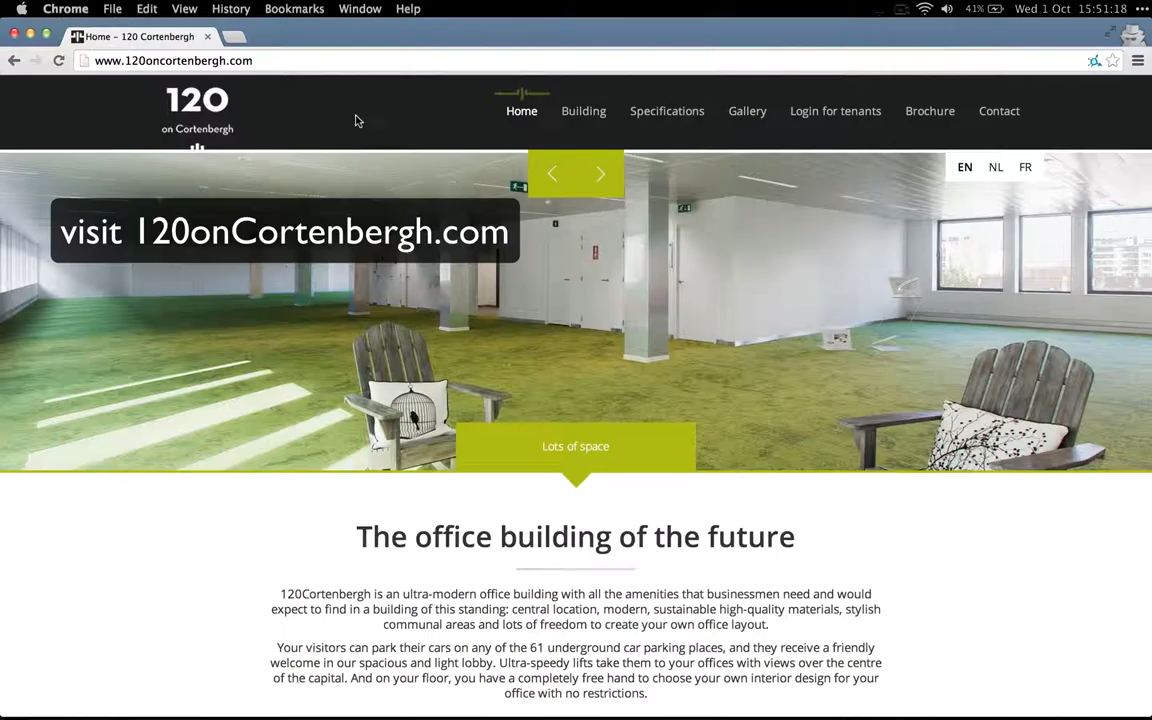 Chrome File Edit View History Bookmarks Window Help 41% Wed 1 Oct 15:51:18
Home – 120 Cortenbergh
www.120oncortenbergh.com
120
on Cortenbergh
Home Building Specifications Gallery Login for tenants Brochure Contact
EN NL FR
visit 120onCortenbergh.com
Lots of space
The office building of the future
120Cortenbergh is an ultra-modern office building with all the amenities that businessmen need and would
expect to find in a building of this standing: central location, modern, sustainable high-quality materials, stylish
communal areas and lots of freedom to create your own office layout.
Your visitors can park their cars on any of the 61 underground car parking places, and they receive a friendly
welcome in our spacious and light lobby. Ultra-speedy lifts take them to your offices with views over the centre
of the capital. And on your floor, you have a completely free hand to choose your own interior design for your
office with no restrictions.